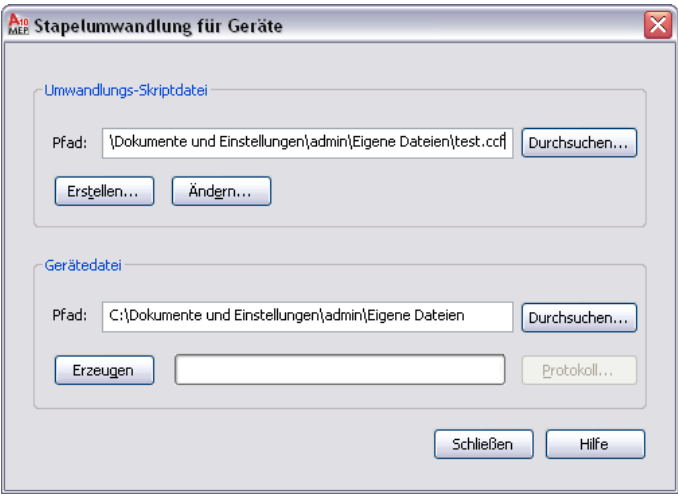 A10 MEP Stapelumwandlung für Geräte
Umwandlungs-Skriptdatei
Pfad: \Dokumente und Einstellungen\admin\Eigene Dateien\test.ccf Durchsuchen...
Erstellen... Ändern...
Gerätedatei
Pfad: C:\Dokumente und Einstellungen\admin\Eigene Dateien Durchsuchen...
Erzeugen Protokoll...
Schließen Hilfe